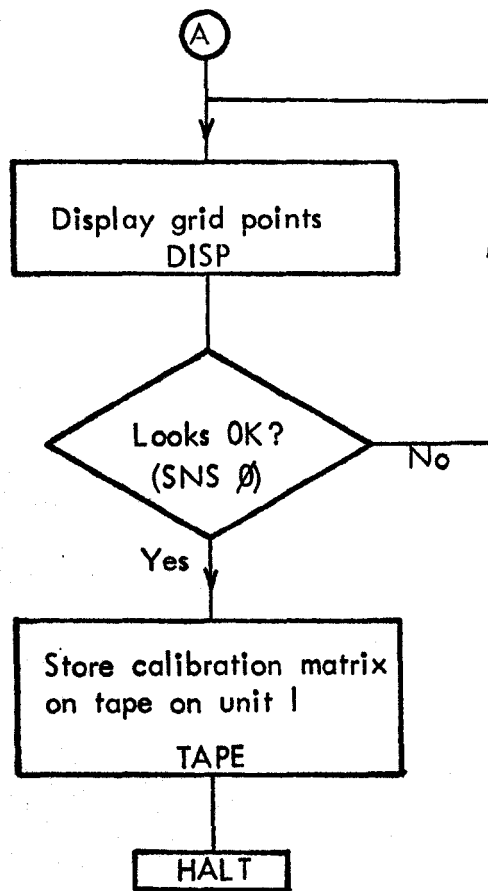 A
Display grid points
DISP
Looks OK?
(SNS Ø)
No
Yes
Store calibration matrix
on tape on unit 1
TAPE
HALT